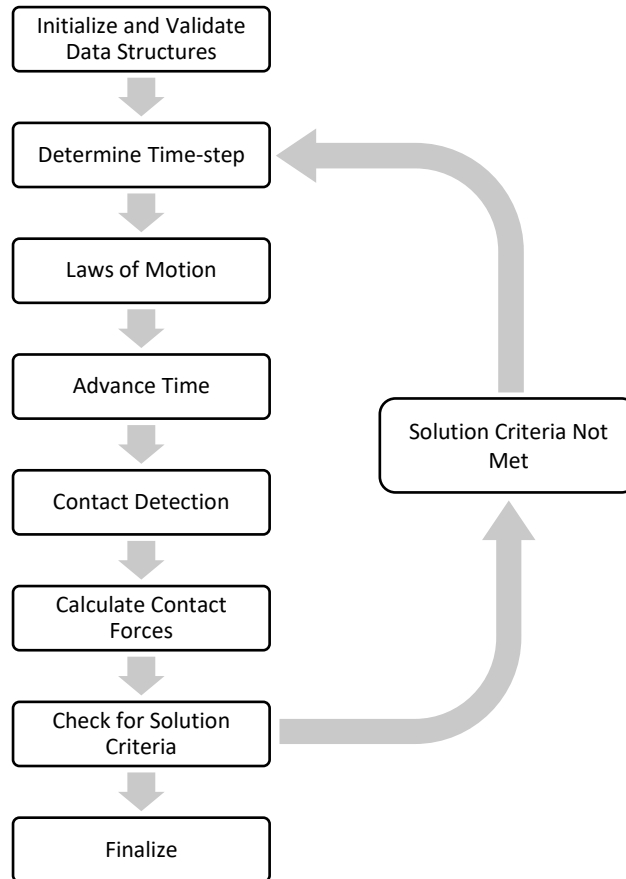 Initialize and Validate
Data Structures
Determine Time-step
Laws of Motion
Advance Time
Contact Detection
Calculate Contact
Forces
Check for Solution
Criteria
Finalize
Solution Criteria Not
Met